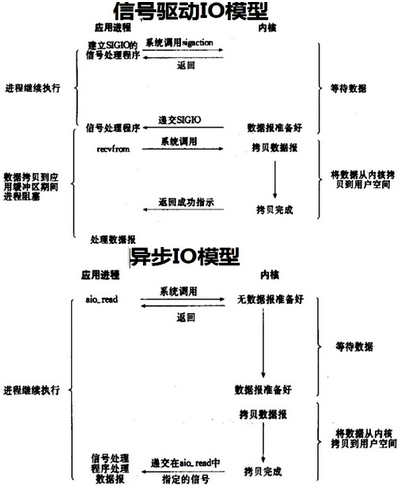 信号驱动IO模型
应用进程
内核
建立SIGIO的
信号处理程序
系统调用sigaction
返回
进程继续执行
等待数据
信号处理程序
递交SIGIO
数据报准备好
recvfrom
系统调用
拷贝数据报
数据拷贝到应
用缓冲区期间
进程阻塞
将数据从内核拷
贝到用户空间
返回成功指示
拷贝完成
处理数据报
异步IO模型
应用进程
内核
aio_read
系统调用
无数据报准备好
返回
等待数据
进程继续执行
数据报准备好
拷贝数据报
将数据从内核
拷贝到用户空间
信号处理
程序处理
数据报
递交在aio_read中
指定的信号
拷贝完成